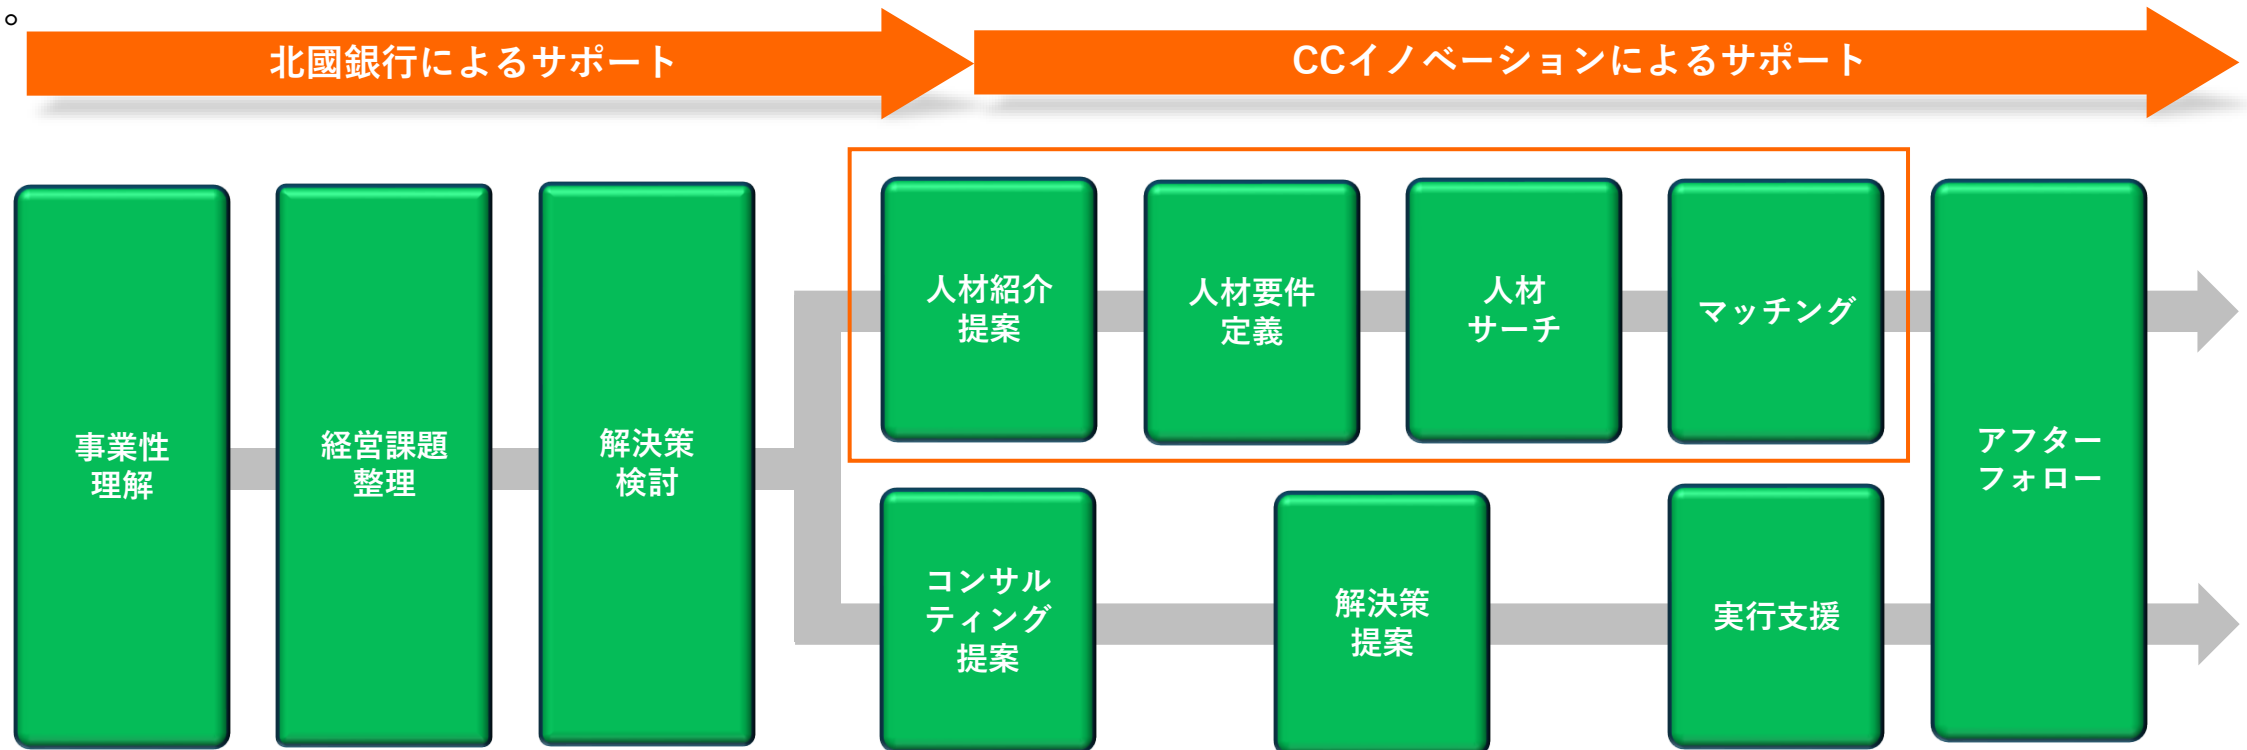 。
北國銀行によるサポート
CCイノベーションによるサポート
事業性
理解
経営課題
整理
解決策
検討
人材紹介
提案
人材要件
定義
人材
サーチ
マッチング
コンサル
ティング
提案
解決策
提案
実行支援
アフター
フォロー